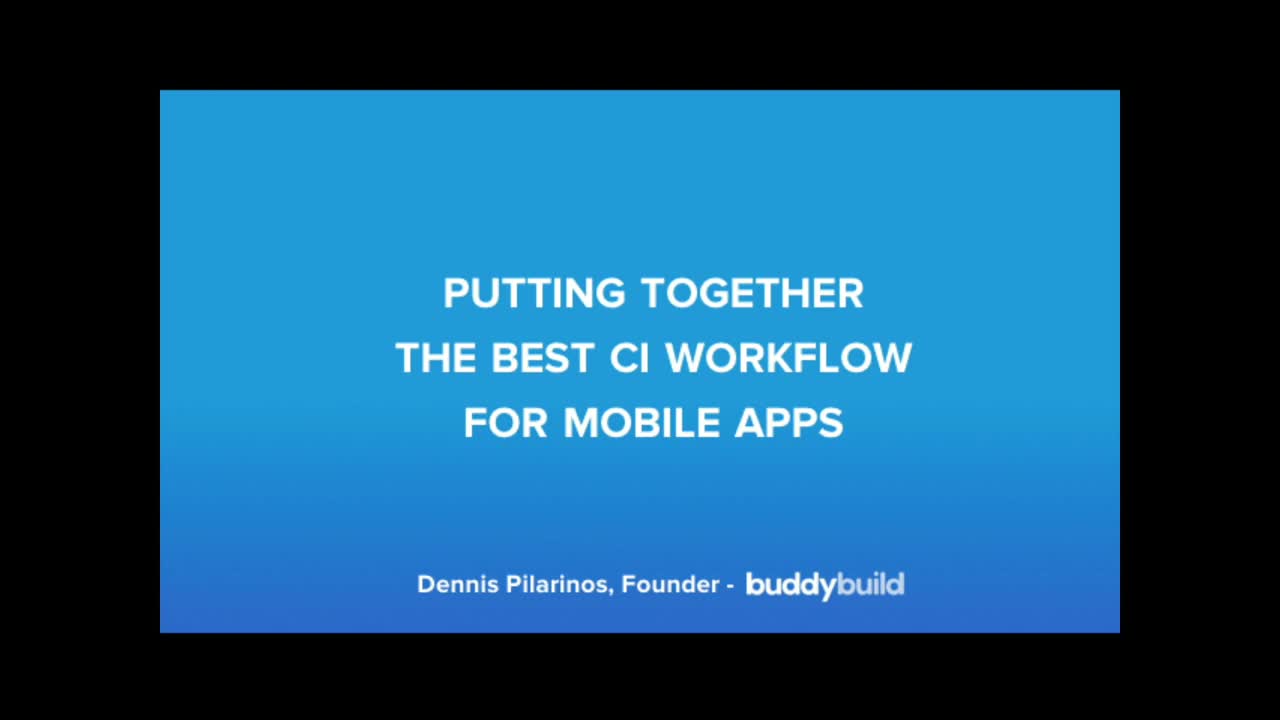 PUTTING TOGETHER
THE BEST CI WORKFLOW
FOR MOBILE APPS
Dennis Pilarinos, Founder - buddybuild